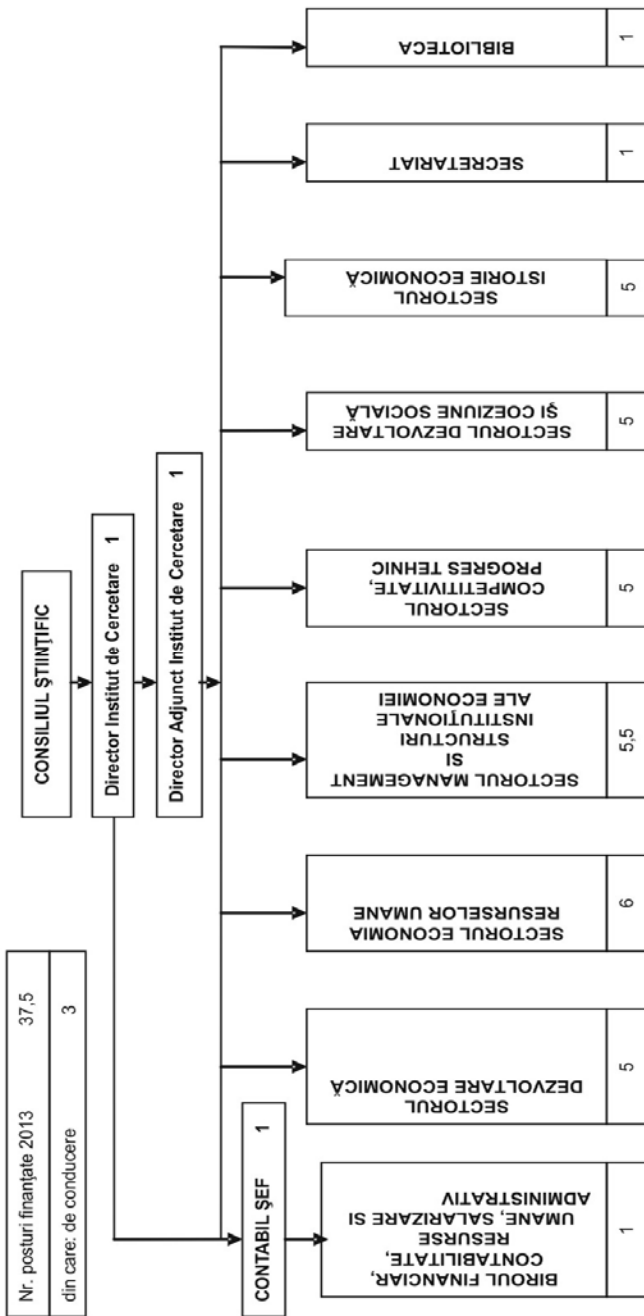 Nr. posturi finanțate 2013 37,5
din care: de conducere 3
CONSILIUL ŞTIINŢIFIC
Director Institut de Cercetare 1
Director Adjunct Institut de Cercetare 1
CONTABIL ŞEF 1
BIROUL FINANCIAR,
CONTABILITATE,
RESURSE
UMANE, SALARIZARE SI
ADMINISTRATIV
1
SECTORUL
DEZVOLTARE ECONOMICĂ
5
SECTORUL ECONOMIA
RESURSELOR UMANE
6
SECTORUL MANAGEMENT
SI
STRUCTURI
INSTITUŢIONALE
ALE ECONOMIEI
5,5
SECTORUL
COMPETITIVITATE,
PROGRES TEHNIC
5
SECTORUL DEZVOLTARE
ŞI COEZIUNE SOCIALĂ
5
SECTORUL
ISTORIE ECONOMICĂ
5
SECRETARIAT
1
BIBLIOTECA
1